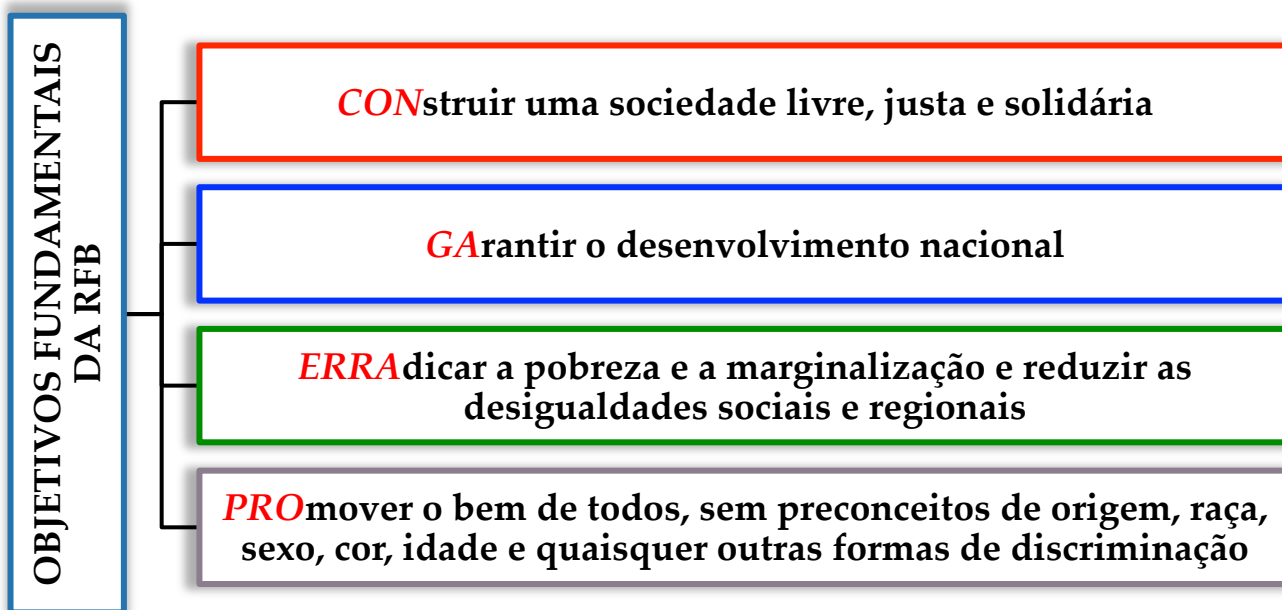 OBJETIVOS FUNDAMENTAIS
DA RFB
CONstruir uma sociedade livre, justa e solidária
GArantir o desenvolvimento nacional
ERRAdicar a pobreza e a marginalização e reduzir as
desigualdades sociais e regionais
PROmover o bem de todos, sem preconceitos de origem, raça,
sexo, cor, idade e quaisquer outras formas de discriminação